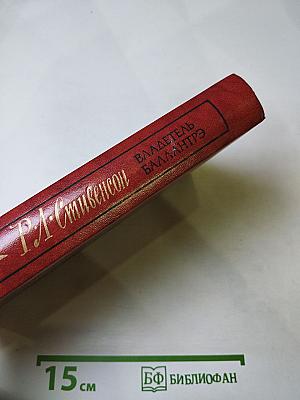 Р.Л.Стивенсон
ВЛАДЕТЕЛЬ
БАЛЛАНТРЭ
15 см
БФ БИБЛИОФАН